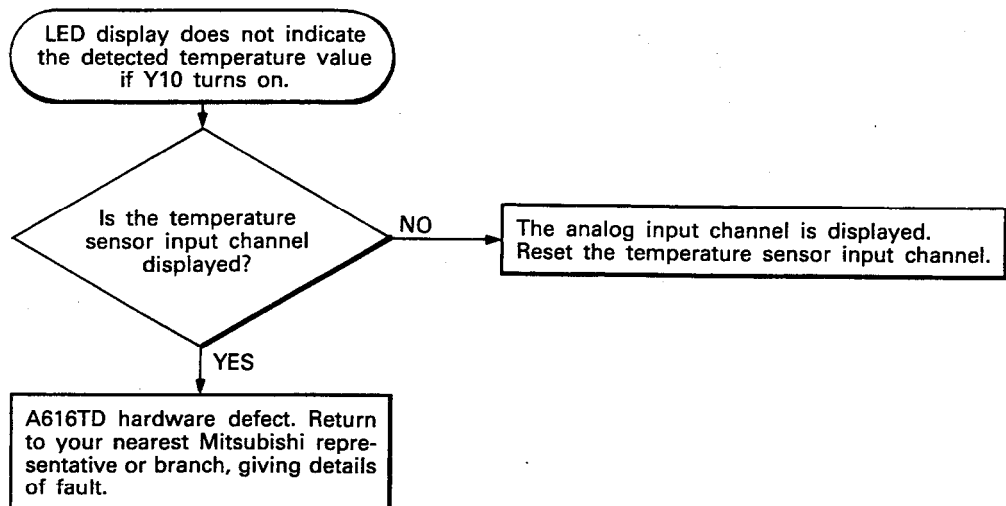 LED display does not indicate
the detected temperature value
if Y10 turns on.
Is the temperature
sensor input channel
displayed?
NO
The analog input channel is displayed.
Reset the temperature sensor input channel.
YES
A616TD hardware defect. Return
to your nearest Mitsubishi repre-
sentative or branch, giving details
of fault.